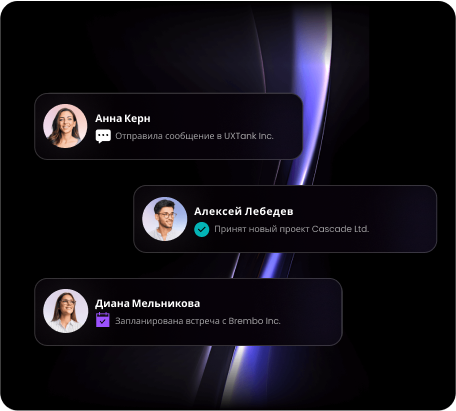 Анна Керн
Отправила сообщение в UXTank Inc.
Алексей Лебедев
Принят новый проект Cascade Ltd.
Диана Мельникова
Запланирована встреча с Brembo Inc.